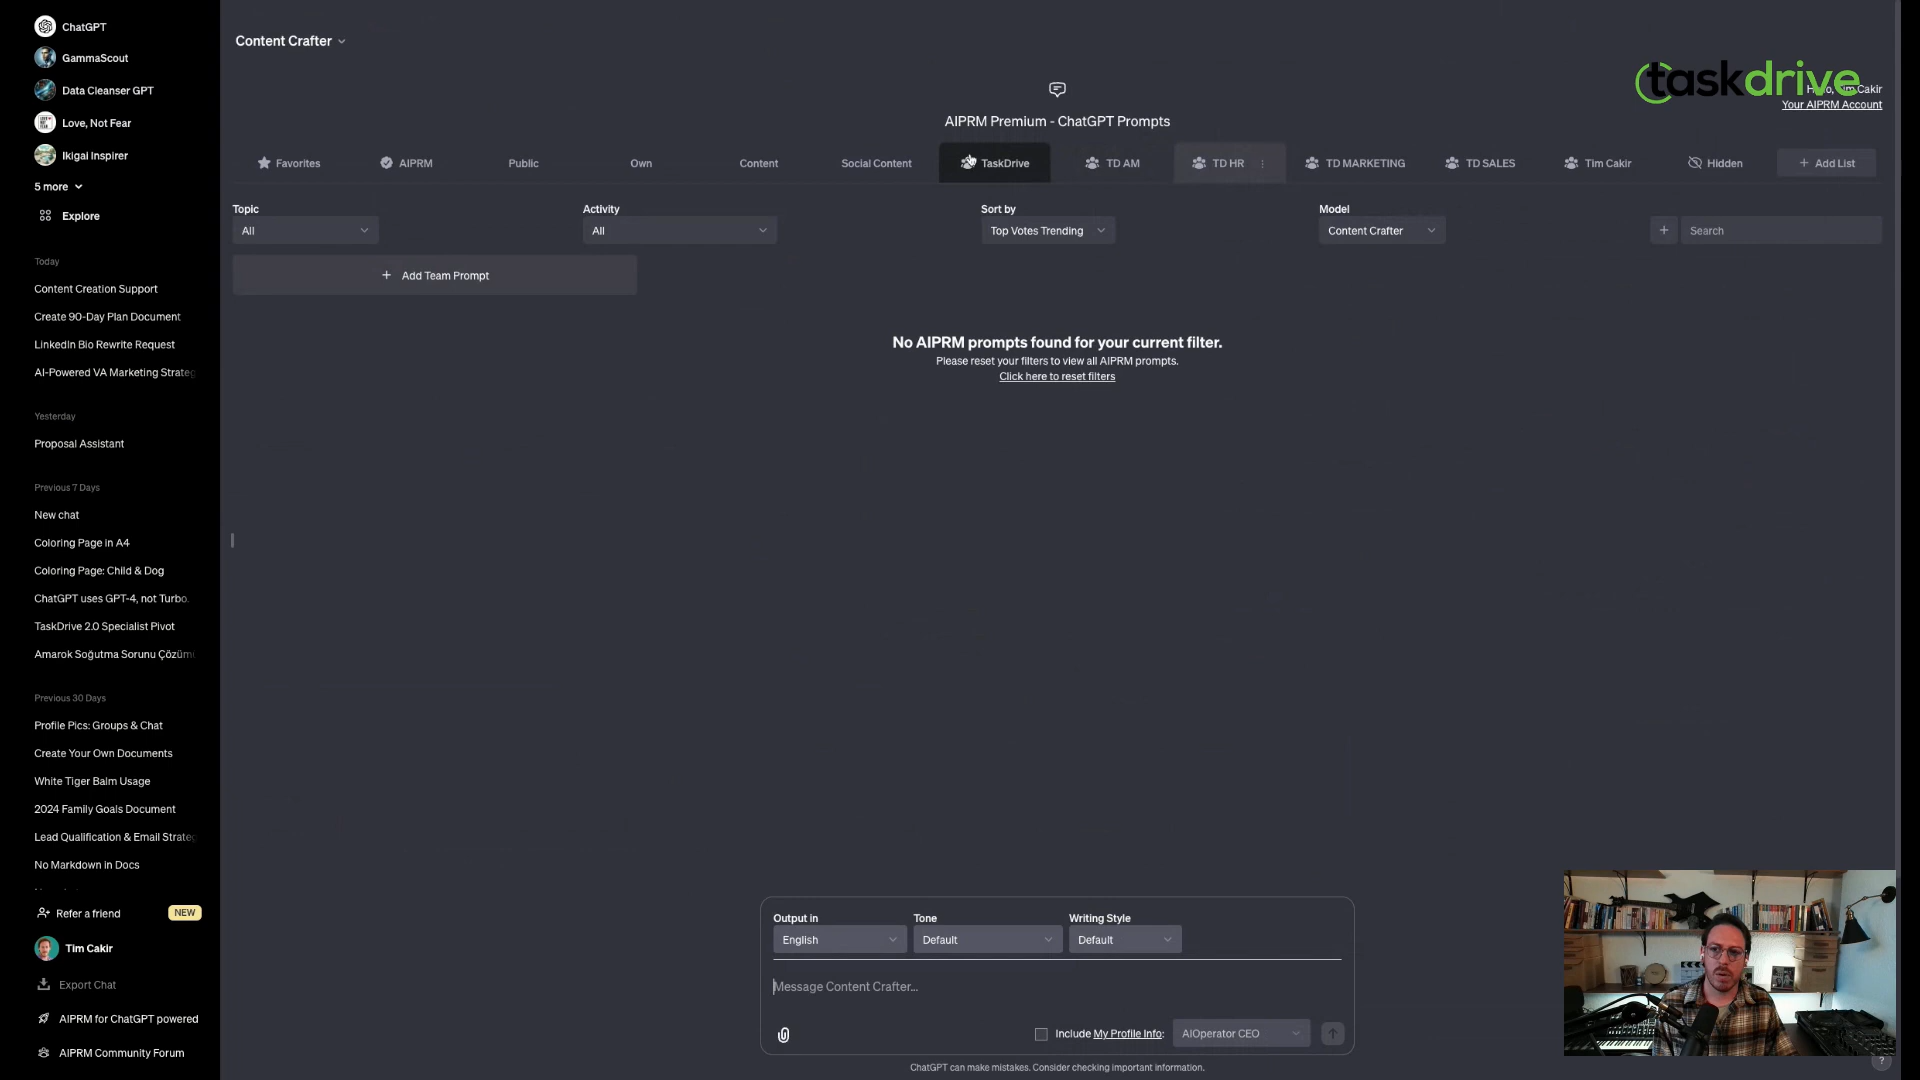 ChatGPT
GammaScout
Data Cleanser GPT
Love, Not Fear
Ikigai Inspirer
5 more
Explore
Today
Content Creation Support
Create 90-Day Plan Document
LinkedIn Bio Rewrite Request
AI-Powered VA Marketing Strateg
Yesterday
Proposal Assistant
Previous 7 Days
New chat
Coloring Page in A4
Coloring Page: Child & Dog
ChatGPT uses GPT-4, not Turbo.
TaskDrive 2.0 Specialist Pivot
Amarok Soğutma Sorunu Çözüm
Previous 30 Days
Profile Pics: Groups & Chat
Create Your Own Documents
White Tiger Balm Usage
2024 Family Goals Document
Lead Qualification & Email Strateg
No Markdown in Docs
Refer a friend NEW
Tim Cakir
Export Chat
AIPRM for ChatGPT powered
AIPRM Community Forum
Content Crafter
taskdrive
Cakir
Your AIPRM Account
AIPRM Premium - ChatGPT Prompts
Favorites AIPRM Public Own Content Social Content TaskDrive TD AM TD HR TD MARKETING TD SALES Tim Cakir Hidden + Add List
Topic Activity Sort by Model
All All Top Votes Trending Content Crafter + Search
+ Add Team Prompt
No AIPRM prompts found for your current filter.
Please reset your filters to view all AIPRM prompts.
Click here to reset filters
Output in Tone Writing Style
English Default Default
Message Content Crafter...
Include My Profile Info: AIOperator CEO
ChatGPT can make mistakes. Consider checking important information.
?